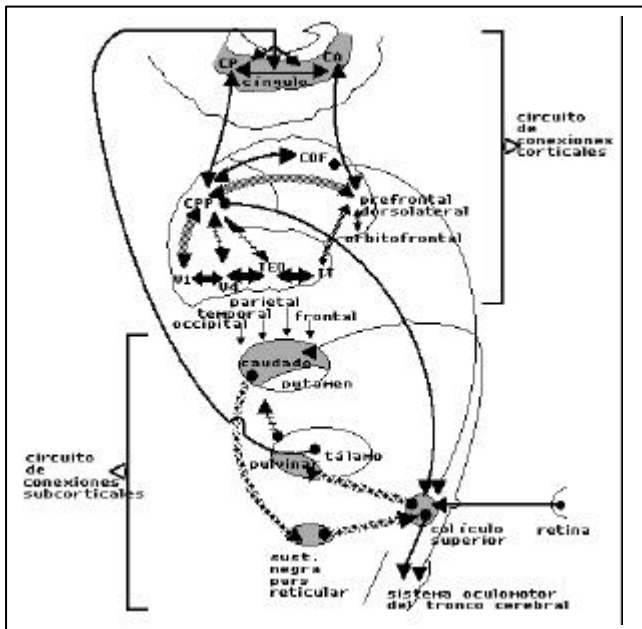 CP
CA
cíngulo
circuito
de
conexiones
corticales
COF
CPP
prefrontal
dorsolateral
orbitofrontal
TEO
IT
V1
V4
parietal
temporal
frontal
occipital
caudado
putamen
circuito
de
conexiones
subcorticales
tálamo
pulvinar
colículo
superior
retina
sust.
negra
pars
reticular
sistema oculomotor
del tronco cerebral